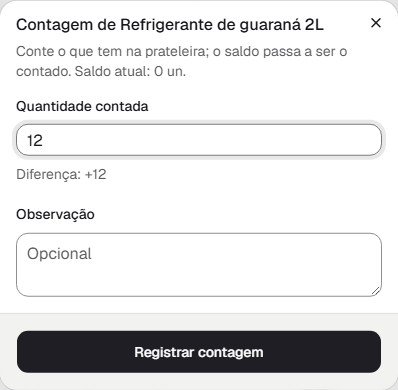 Contagem de Refrigerante de guaraná 2L
Conte o que tem na prateleira; o saldo passa a ser o
contado. Saldo atual: 0 un.
Quantidade contada
12
Diferença: +12
Observação
Opcional
Registrar contagem